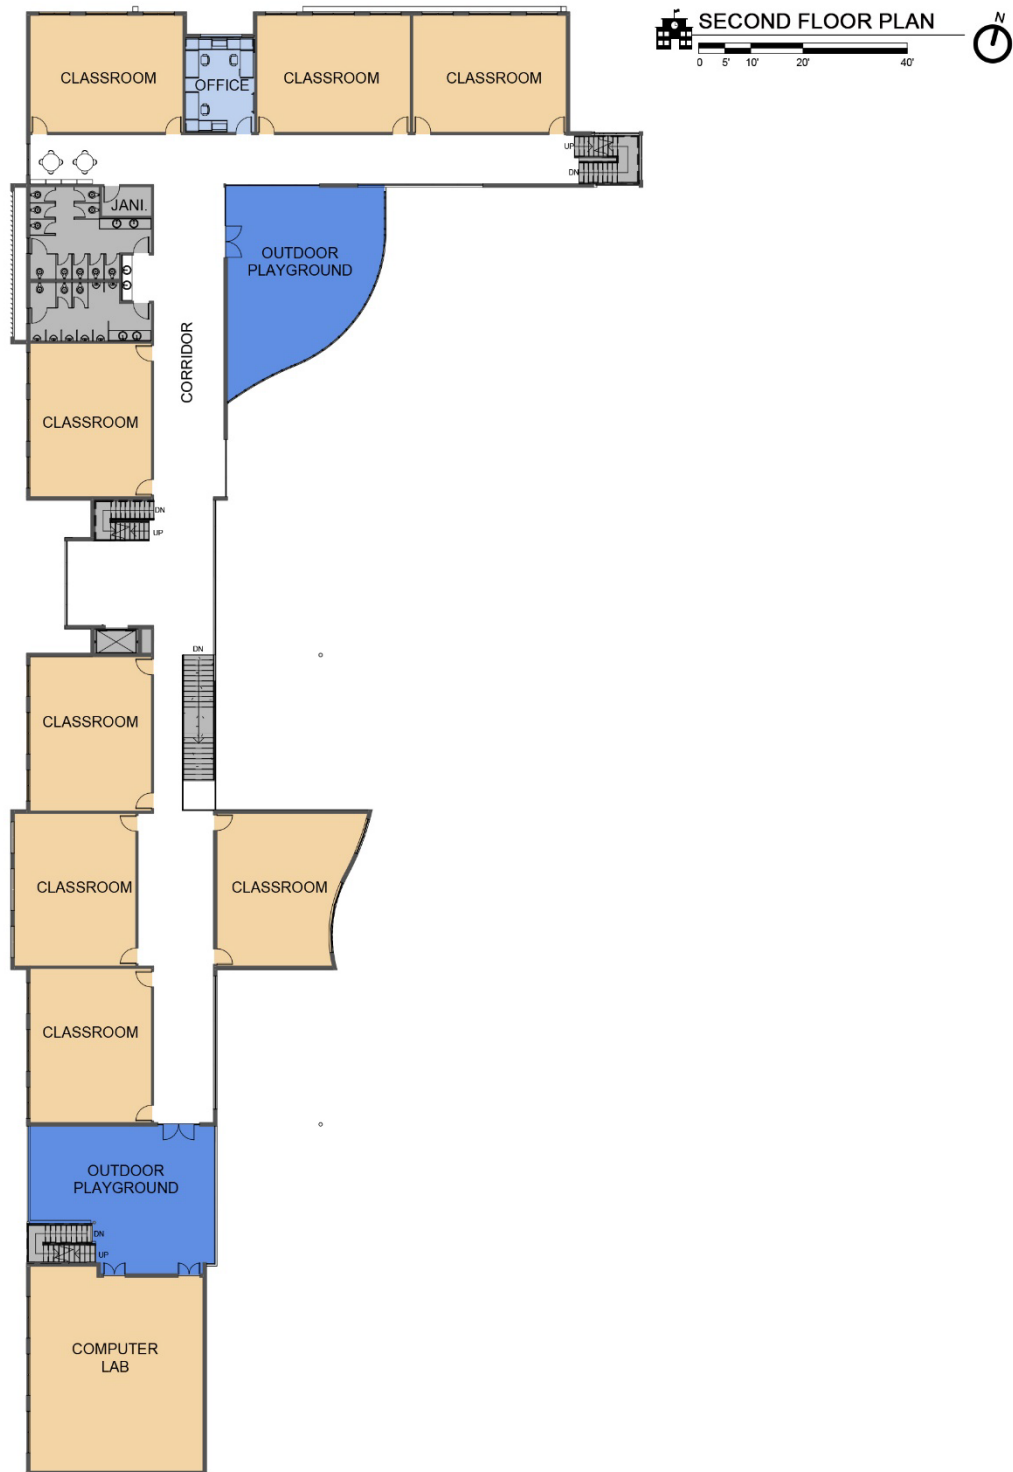 SECOND FLOOR PLAN
N
0 5' 10' 20' 40'
CLASSROOM
OFFICE
CLASSROOM
CLASSROOM
UP
DN
JANI.
OUTDOOR
PLAYGROUND
CORRIDOR
CLASSROOM
DN
UP
DN
CLASSROOM
CLASSROOM
CLASSROOM
CLASSROOM
OUTDOOR
PLAYGROUND
DN
UP
COMPUTER
LAB